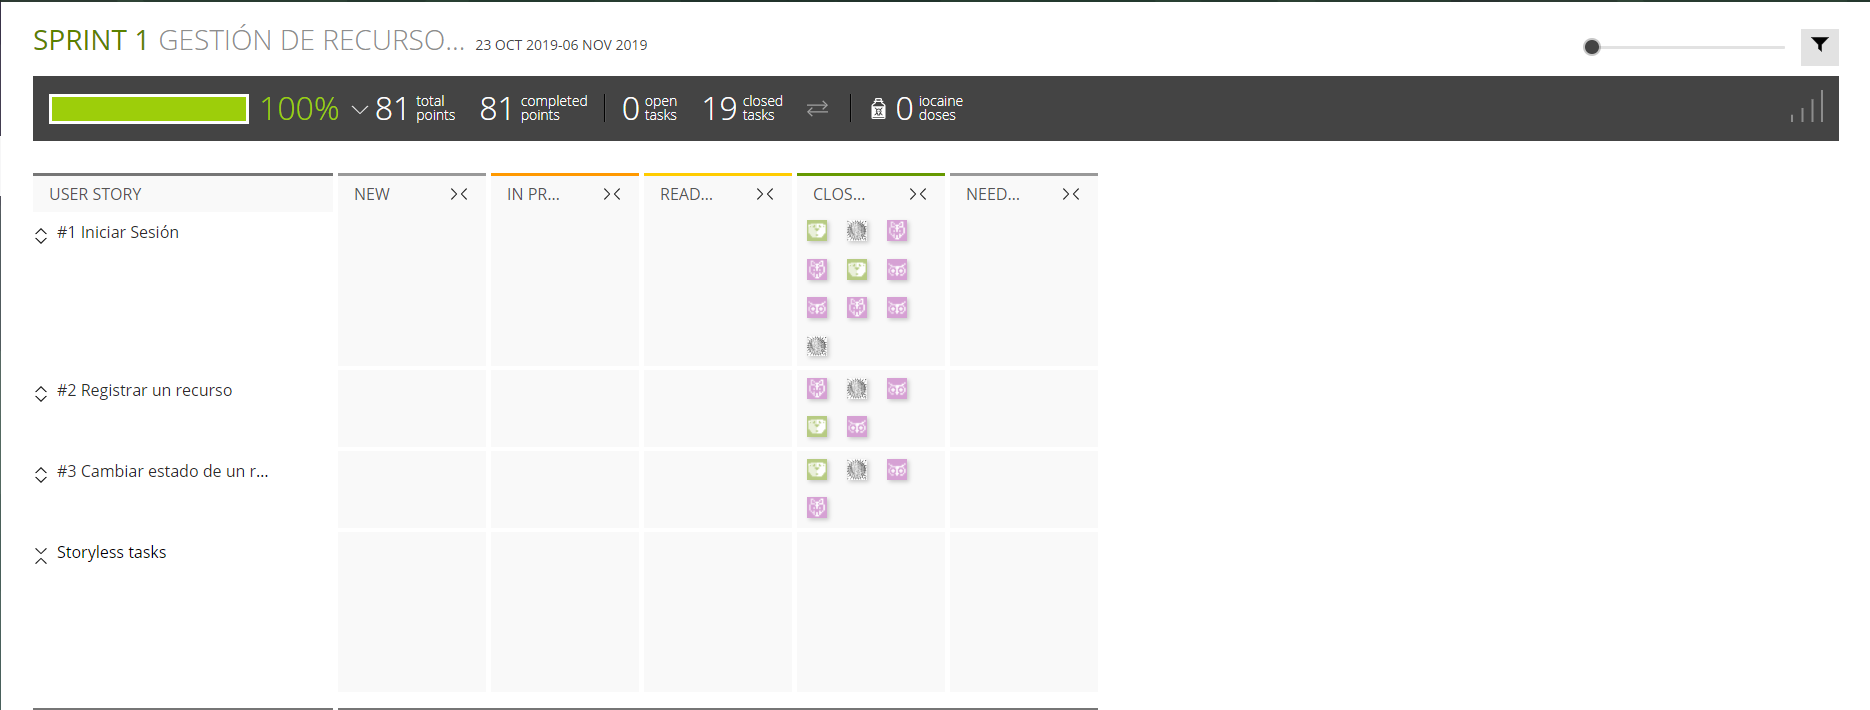 SPRINT 1 GESTIÓN DE RECURSO... 23 OCT 2019-06 NOV 2019
100% 81 total points 81 completed points 0 open tasks 19 closed tasks 0 iocaine doses
USER STORY NEW IN PR... READ... CLOS... NEED...
#1 Iniciar Sesión
#2 Registrar un recurso
#3 Cambiar estado de un r...
Storyless tasks